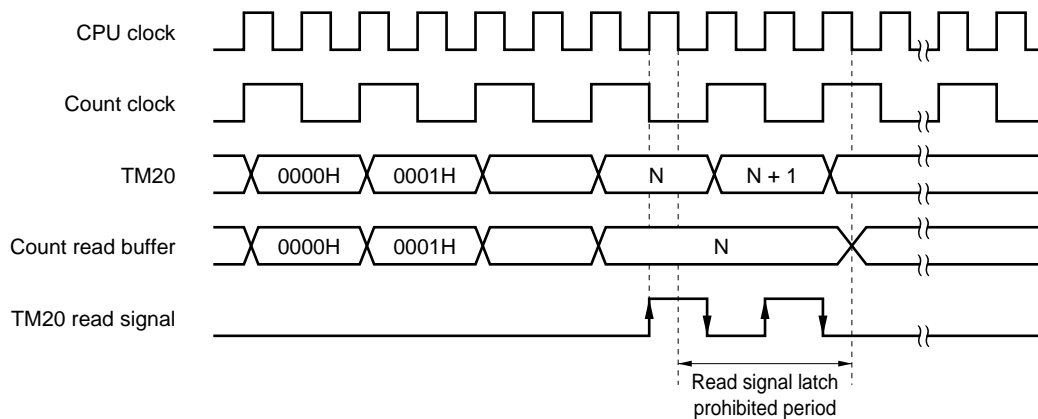 CPU clock
Count clock
TM20 0000H 0001H N N + 1
Count read buffer 0000H 0001H N
TM20 read signal
Read signal latch
prohibited period